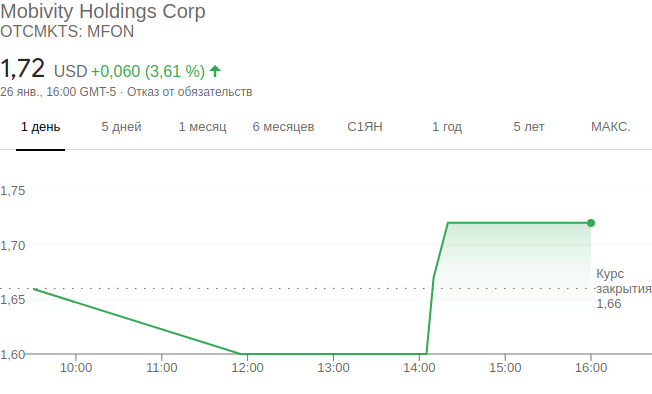 Mobivity Holdings Corp
OTCMKTS: MFON
1,72 USD +0,060 (3,61 %)
26 янв., 16:00 GMT-5 · Отказ от обязательств
1 день 5 дней 1 месяц 6 месяцев С1ЯН 1 год 5 лет МАКС.
1,75
1,70
1,65
1,60
Курс
закрытия
1,66
10:00 11:00 12:00 13:00 14:00 15:00 16:00